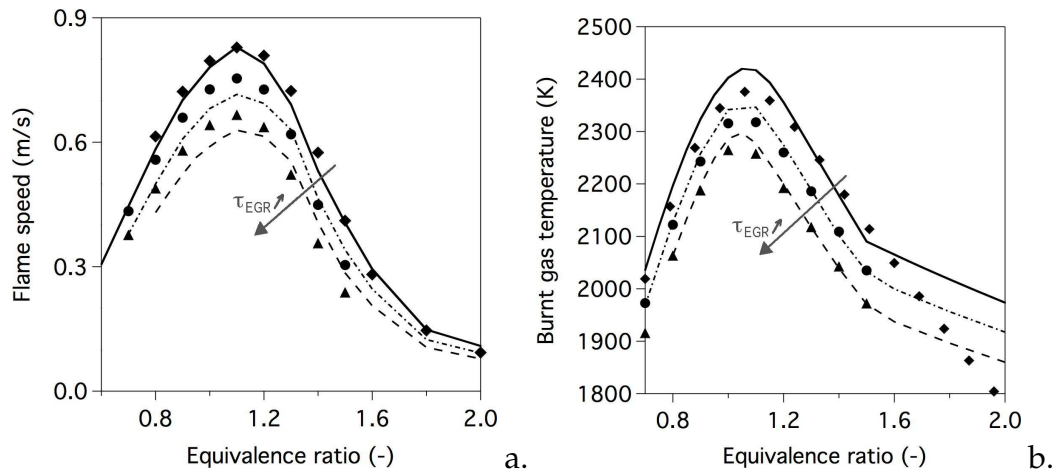 0.9
0.6
0.3
0.0
Flame speed (m/s)
τEGR
0.8
1.2
1.6
2.0
Equivalence ratio (-)
a.
2500
2400
2300
2200
2100
2000
1900
1800
Burnt gas temperature (K)
τEGR
0.8
1.2
1.6
2.0
Equivalence ratio (-)
b.